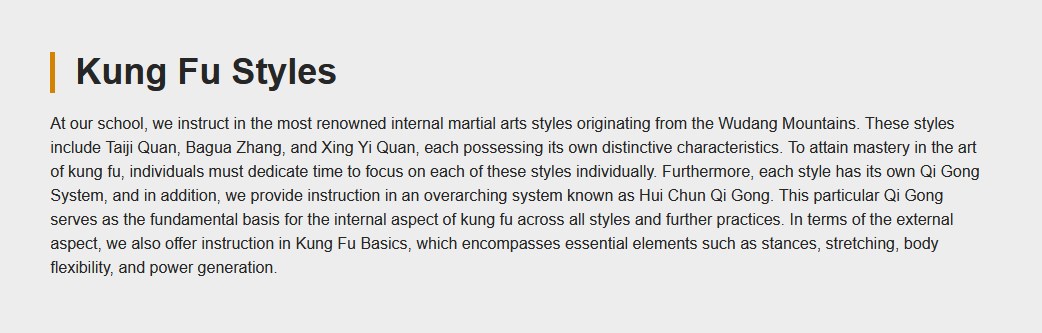 Kung Fu Styles
At our school, we instruct in the most renowned internal martial arts styles originating from the Wudang Mountains. These styles
include Taiji Quan, Bagua Zhang, and Xing Yi Quan, each possessing its own distinctive characteristics. To attain mastery in the art
of kung fu, individuals must dedicate time to focus on each of these styles individually. Furthermore, each style has its own Qi Gong
System, and in addition, we provide instruction in an overarching system known as Hui Chun Qi Gong. This particular Qi Gong
serves as the fundamental basis for the internal aspect of kung fu across all styles and further practices. In terms of the external
aspect, we also offer instruction in Kung Fu Basics, which encompasses essential elements such as stances, stretching, body
flexibility, and power generation.